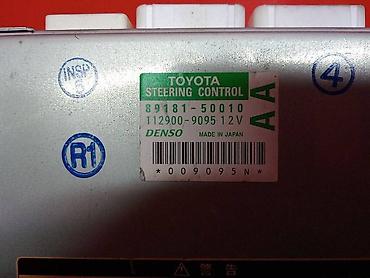 INSP
TOYOTA
STEERING CONTROL
4
89181-50010
112900-9095 12V
AA
DENSO MADE IN JAPAN
R1
*009095N*
警告